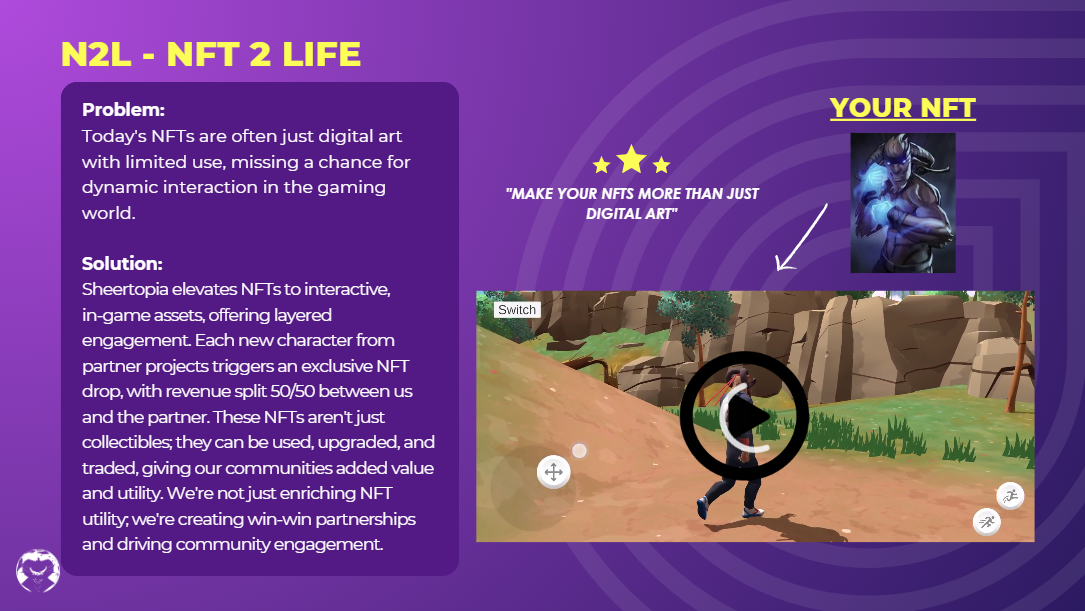 N2L - NFT 2 LIFE
Problem:
Today's NFTs are often just digital art
with limited use, missing a chance for
dynamic interaction in the gaming
world.
Solution:
Sheertopia elevates NFTs to interactive,
in-game assets, offering layered
engagement. Each new character from
partner projects triggers an exclusive NFT
drop, with revenue split 50/50 between us
and the partner. These NFTs aren't just
collectibles; they can be used, upgraded, and
traded, giving our communities added value
and utility. We're not just enriching NFT
utility; we're creating win-win partnerships
and driving community engagement.
"MAKE YOUR NFTS MORE THAN JUST
DIGITAL ART"
YOUR NFT
Switch